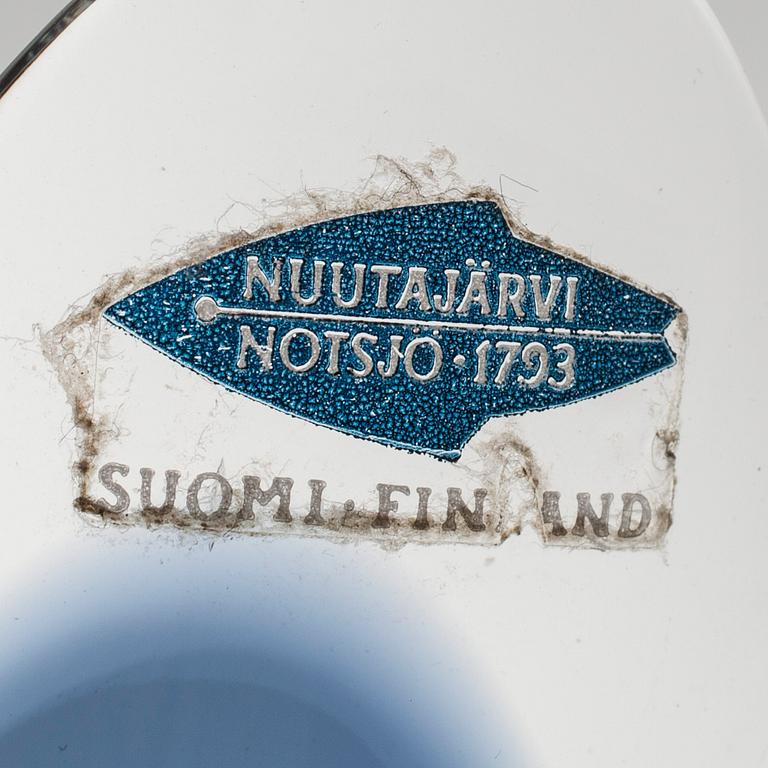 NUUTAJÄRVI
NOTSJÖ · 1793
SUOMI · FINLAND